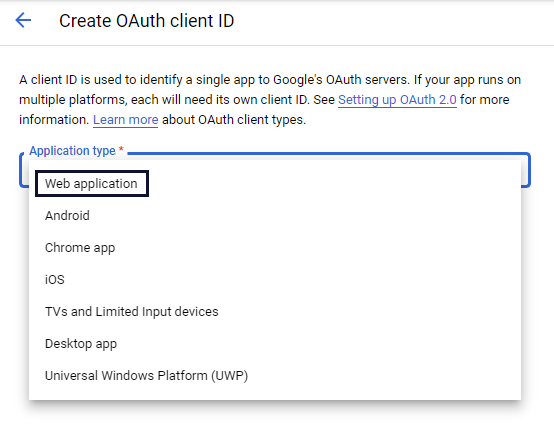 Create OAuth client ID
A client ID is used to identify a single app to Google's OAuth servers. If your app runs on
multiple platforms, each will need its own client ID. See Setting up OAuth 2.0 for more
information. Learn more about OAuth client types.
Application type *
Web application
Android
Chrome app
iOS
TVs and Limited Input devices
Desktop app
Universal Windows Platform (UWP)